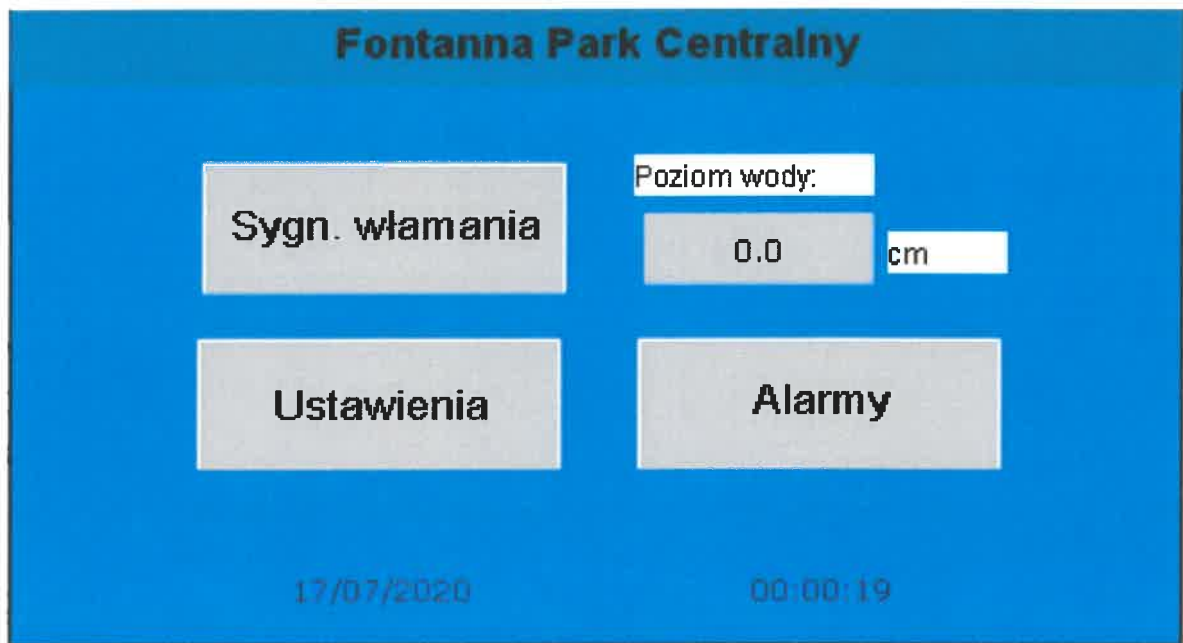 Fontanna Park Centralny
Sygn. włamania
Poziom wody:
0.0
cm
Ustawienia
Alarmy
17/07/2020
00:00:19